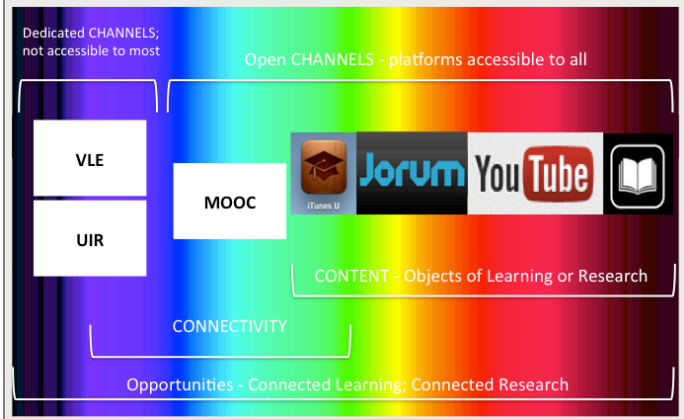 Dedicated CHANNELS;
not accessible to most
Open CHANNELS - platforms accessible to all
VLE
UIR
MOOC
iTunes U
Jorum
YouTube
CONTENT - Objects of Learning or Research
CONNECTIVITY
Opportunities - Connected Learning; Connected Research